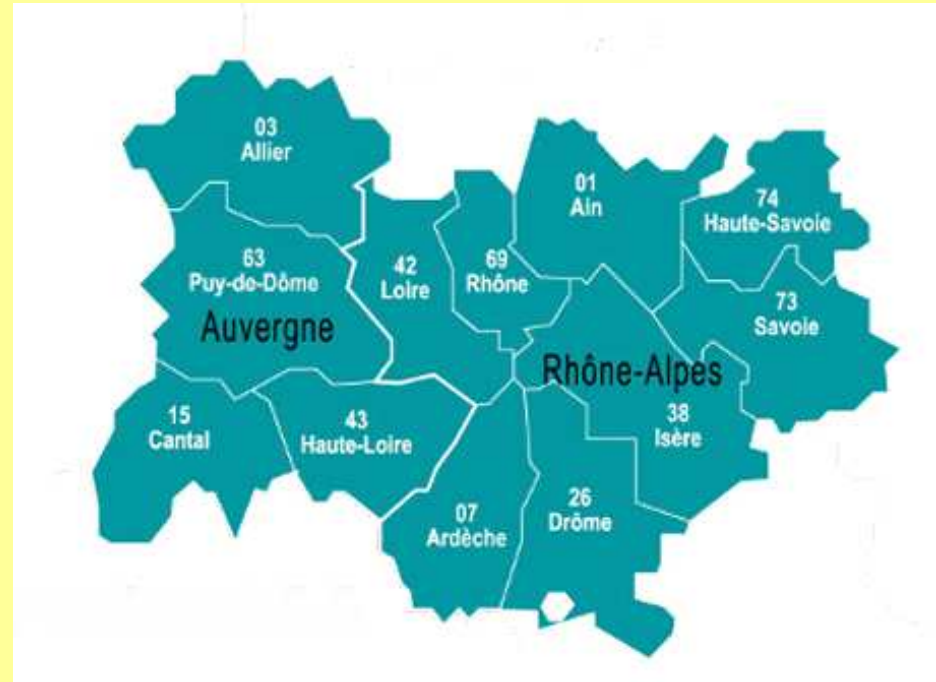 03
Allier
01
Ain
74
Haute-Savoie
63
Puy-de-Dôme
42
Loire
69
Rhône
73
Savoie
Auvergne
Rhône-Alpes
15
Cantal
43
Haute-Loire
38
Isère
07
Ardèche
26
Drôme